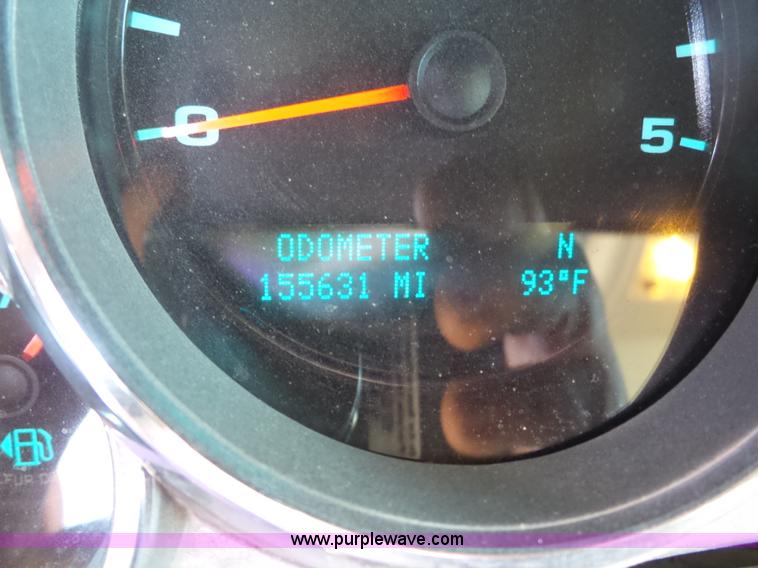 0
5
ODOMETER N
155631 MI 93°F
www.purplewave.com